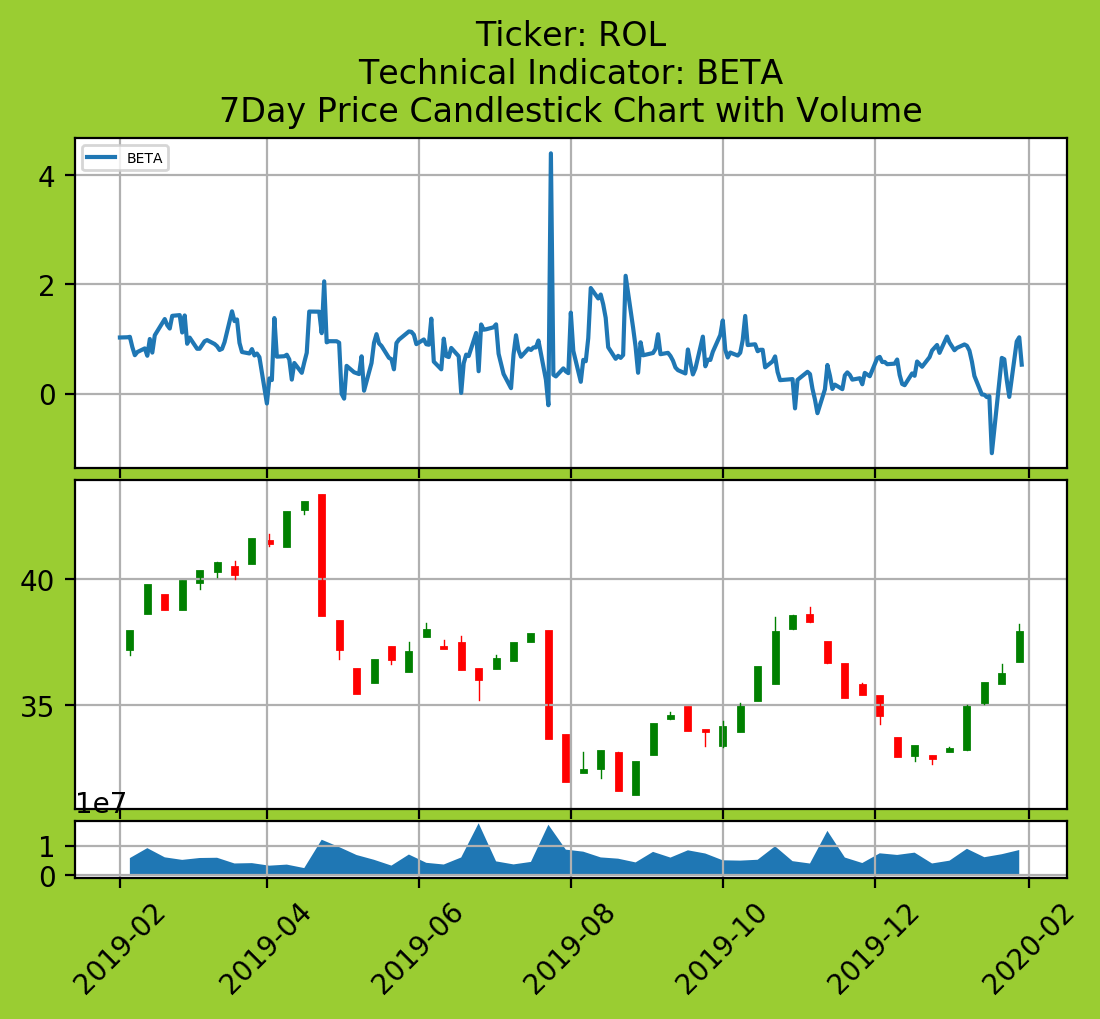 Ticker: ROL
Technical Indicator: BETA
7Day Price Candlestick Chart with Volume
BETA
4
2
0
40
35
1e7
1
0
2019-02
2019-04
2019-06
2019-08
2019-10
2019-12
2020-02